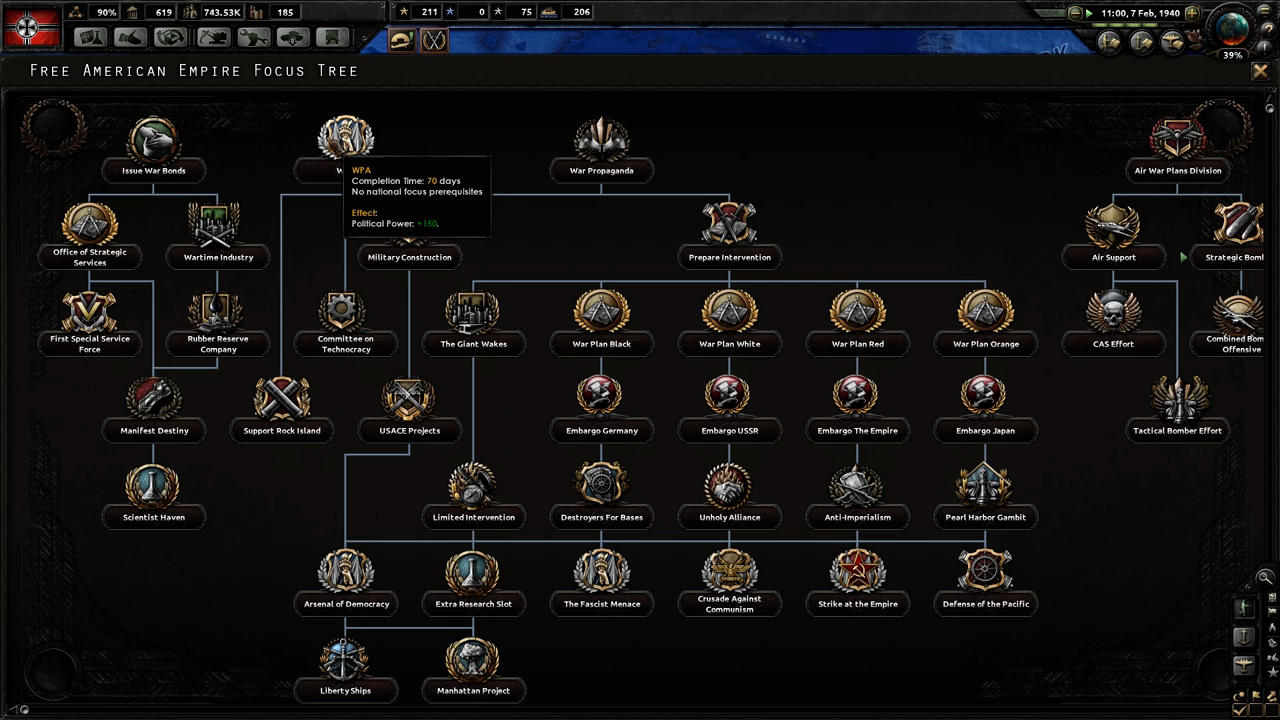 90% 619 743.53K 185 211 0 75 206 11:00, 7 Feb, 1940
39%
Free American Empire Focus Tree
Issue War Bonds
W
War Propaganda
Air War Plans Division
WPA
Completion Time: 70 days
No national focus prerequisites
Effect:
Political Power: +150.
Office of Strategic
Services
Wartime Industry
Military Construction
Prepare Intervention
Air Support
Strategic Bomb
First Special Service
Force
Rubber Reserve
Company
Committee on
Technocracy
The Giant Wakes
War Plan Black
War Plan White
War Plan Red
War Plan Orange
CAS Effort
Combined Bom
Offensive
Manifest Destiny
Support Rock Island
USACE Projects
Embargo Germany
Embargo USSR
Embargo The Empire
Embargo Japan
Tactical Bomber Effort
Scientist Haven
Limited Intervention
Destroyers For Bases
Unholy Alliance
Anti-Imperialism
Pearl Harbor Gambit
Arsenal of Democracy
Extra Research Slot
The Fascist Menace
Crusade Against
Communism
Strike at the Empire
Defense of the Pacific
Liberty Ships
Manhattan Project